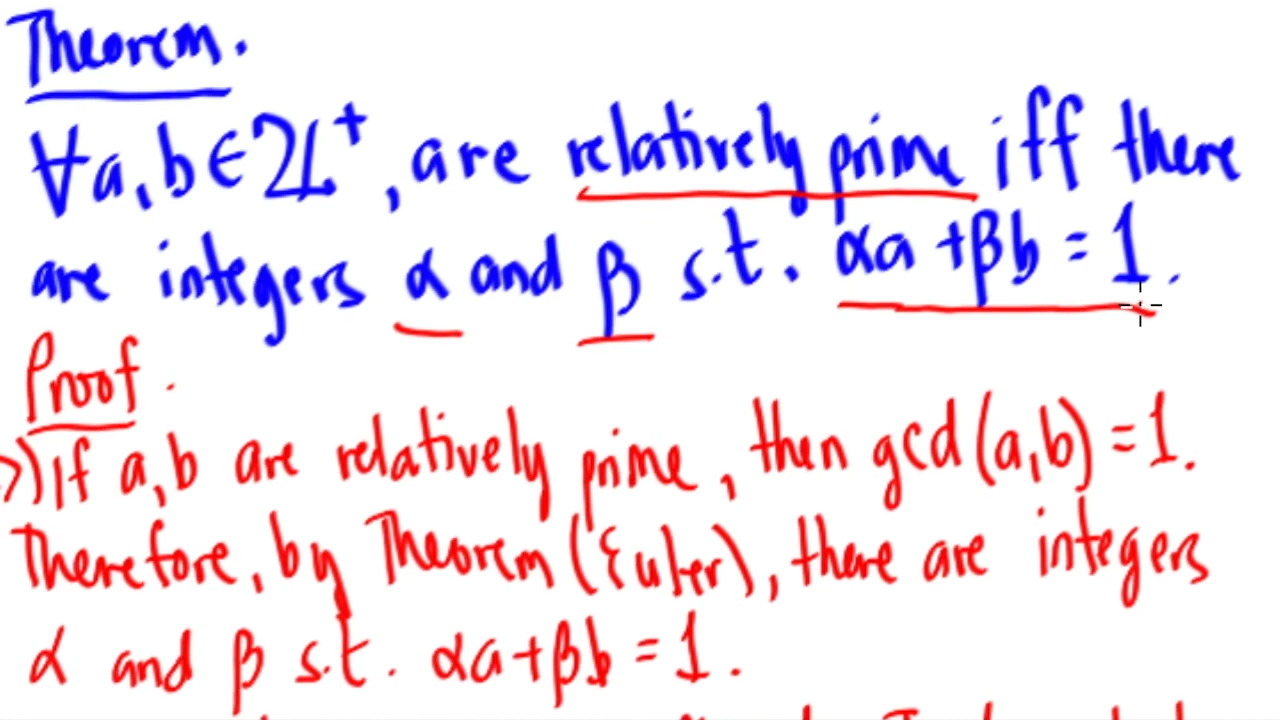 Theorem.
∀a,b∈ℤ⁺, are relatively prime iff there
are integers α and β s.t. αa+βb=1.
Proof.
⇒) If a,b are relatively prime, then gcd(a,b)=1.
Therefore, by Theorem (Euler), there are integers
α and β s.t. αa+βb=1.